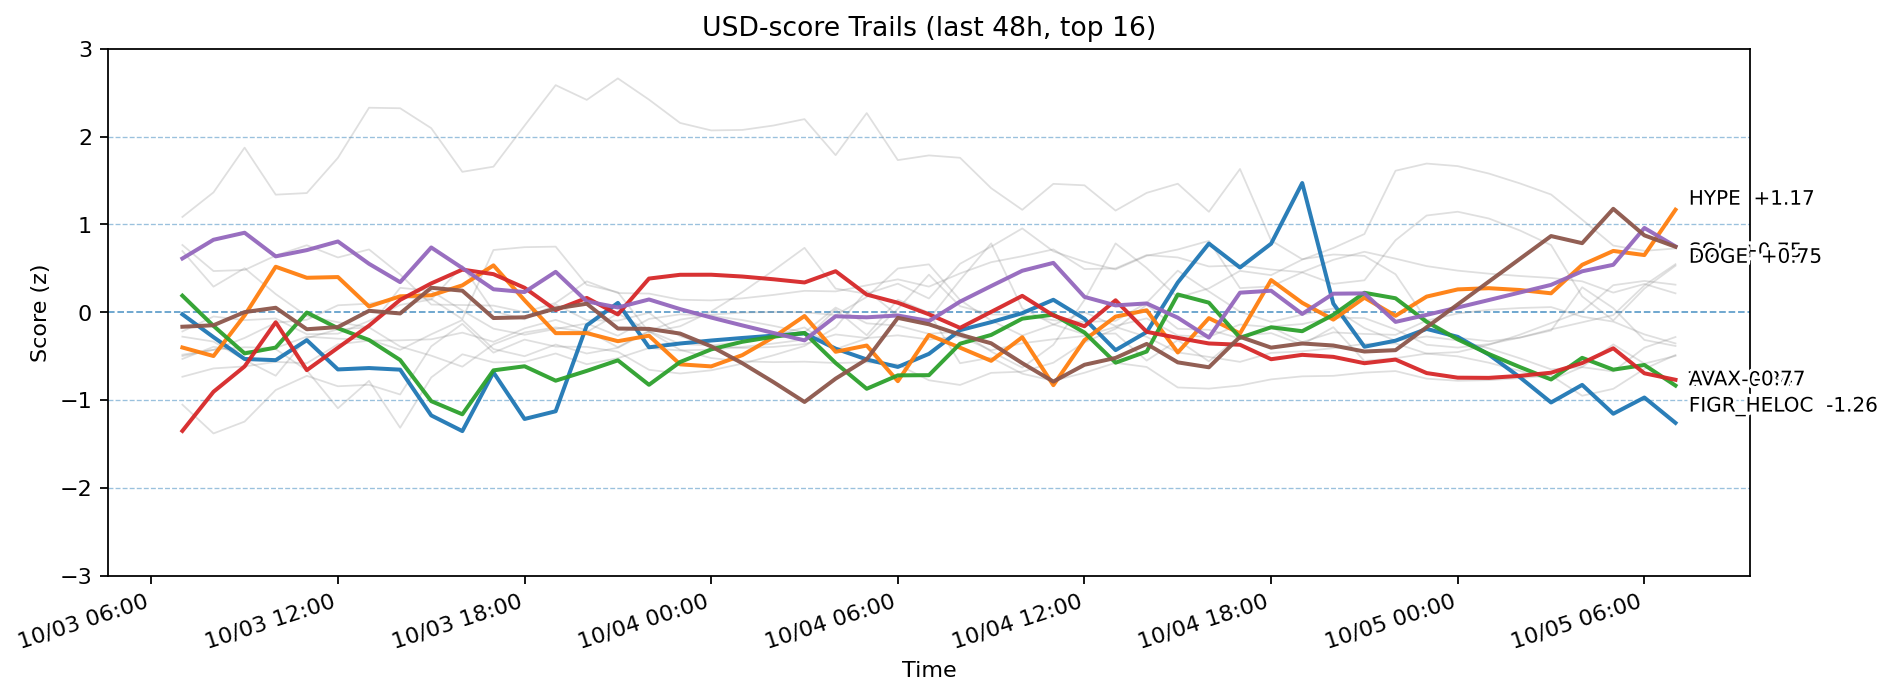 USD-score Trails (last 48h, top 16)
3
2
1
0
−1
−2
−3
Score (z)
HYPE +1.17
DOGE +0.75
AVAX
FIGR_HELOC -1.26
10/03 06:00
10/03 12:00
10/03 18:00
10/04 00:00
10/04 06:00
10/04 12:00
10/04 18:00
10/05 00:00
10/05 06:00
Time